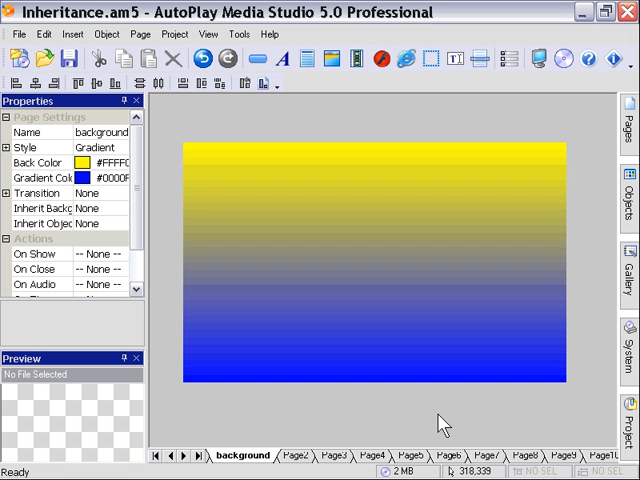 Inheritance.am5 - AutoPlay Media Studio 5.0 Professional
File Edit Insert Object Page Project View Tools Help
Properties
Page Settings
Name background
Style Gradient
Back Color #FFFF0
Gradient Colo #0000F
Transition None
Inherit Backg None
Inherit Objec None
Actions
On Show -- None --
On Close -- None --
On Audio -- None --
Pages
Objects
Gallery
System
Project
Preview
No File Selected
background Page2 Page3 Page4 Page5 Page6 Page7 Page8 Page9 Page10
Ready 2 MB 318,339 NO SEL NO SEL